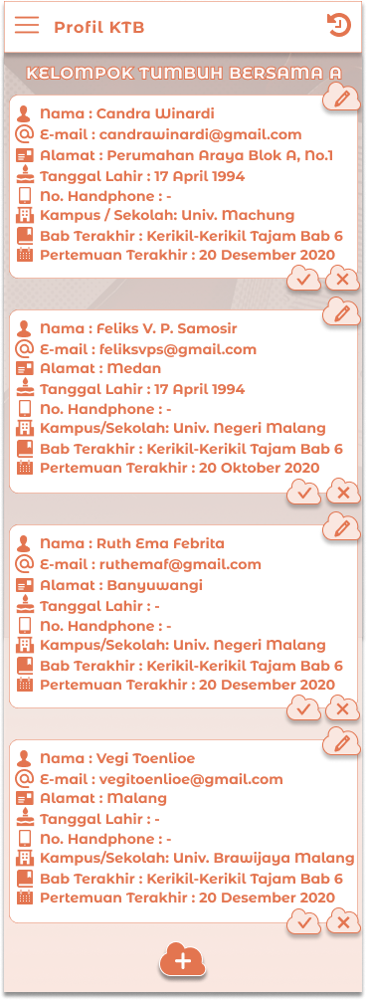 Profil KTB
KELOMPOK TUMBUH BERSAMA A
Nama : Candra Winardi
E-mail : candrawinardi@gmail.com
Alamat : Perumahan Araya Blok A, No.1
Tanggal Lahir : 17 April 1994
No. Handphone : -
Kampus / Sekolah: Univ. Machung
Bab Terakhir : Kerikil-Kerikil Tajam Bab 6
Pertemuan Terakhir : 20 Desember 2020
Nama : Feliks V. P. Samosir
E-mail : feliksvps@gmail.com
Alamat : Medan
Tanggal Lahir : 17 April 1994
No. Handphone : -
Kampus/Sekolah: Univ. Negeri Malang
Bab Terakhir : Kerikil-Kerikil Tajam Bab 6
Pertemuan Terakhir : 20 Oktober 2020
Nama : Ruth Ema Febrita
E-mail : ruthemaf@gmail.com
Alamat : Banyuwangi
Tanggal Lahir : -
No. Handphone : -
Kampus/Sekolah: Univ. Negeri Malang
Bab Terakhir : Kerikil-Kerikil Tajam Bab 6
Pertemuan Terakhir : 20 Desember 2020
Nama : Vegi Toenlioe
E-mail : vegitoenlioe@gmail.com
Alamat : Malang
Tanggal Lahir : -
No. Handphone : -
Kampus/Sekolah: Univ. Brawijaya Malang
Bab Terakhir : Kerikil-Kerikil Tajam Bab 6
Pertemuan Terakhir : 20 Desember 2020